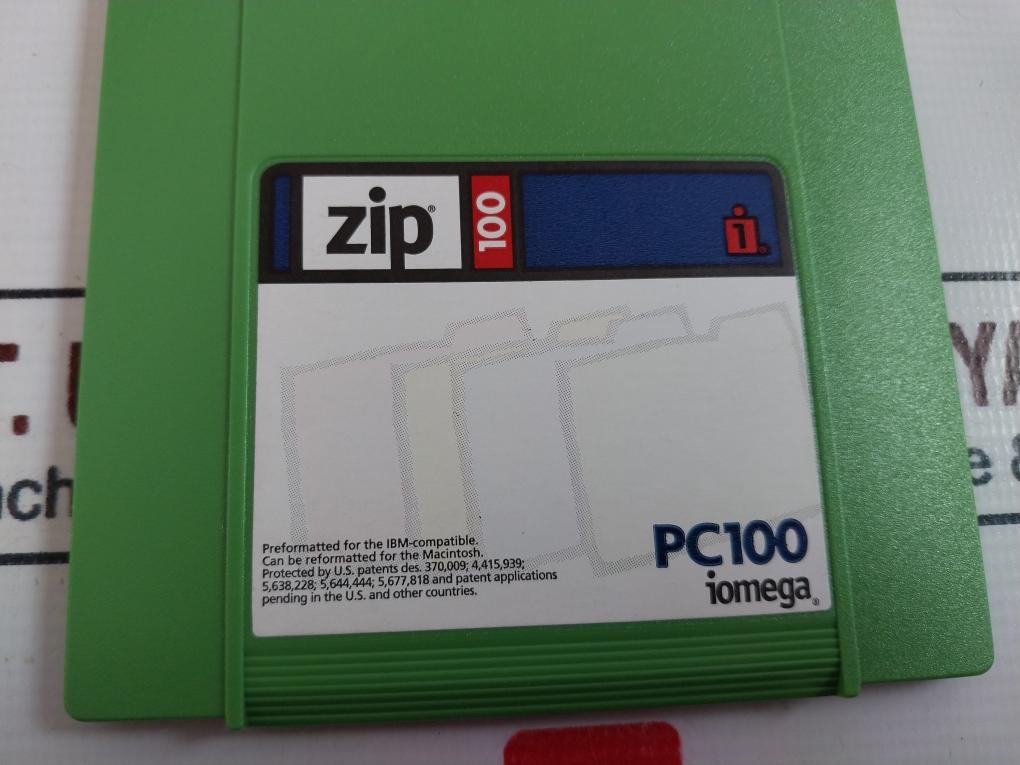 zip®
100
i®
Preformatted for the IBM-compatible.
Can be reformatted for the Macintosh.
Protected by U.S. patents des. 370,009; 4,415,939;
5,638,228; 5,644,444; 5,677,818 and patent applications
pending in the U.S. and other countries.
PC100
iomega®